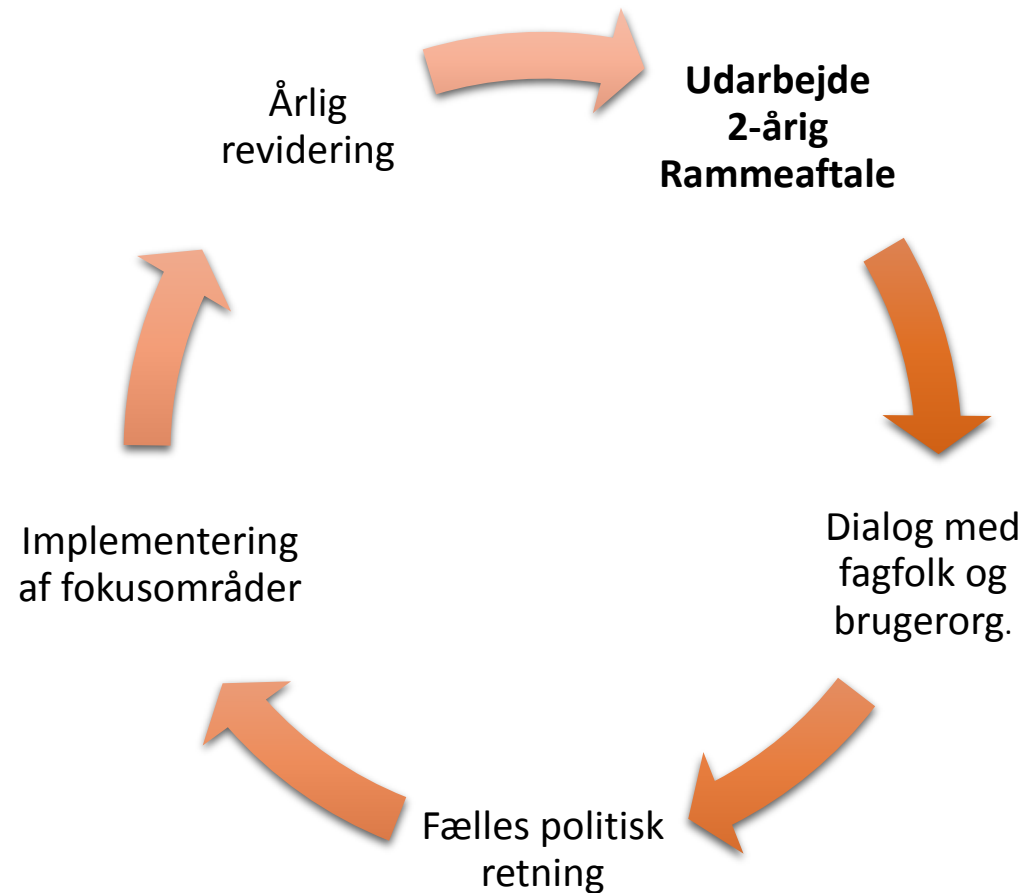 Udarbejde
2-årig
Rammeaftale
Dialog med
fagfolk og
brugerorg.
Fælles politisk
retning
Implementering
af fokusområder
Årlig
revidering